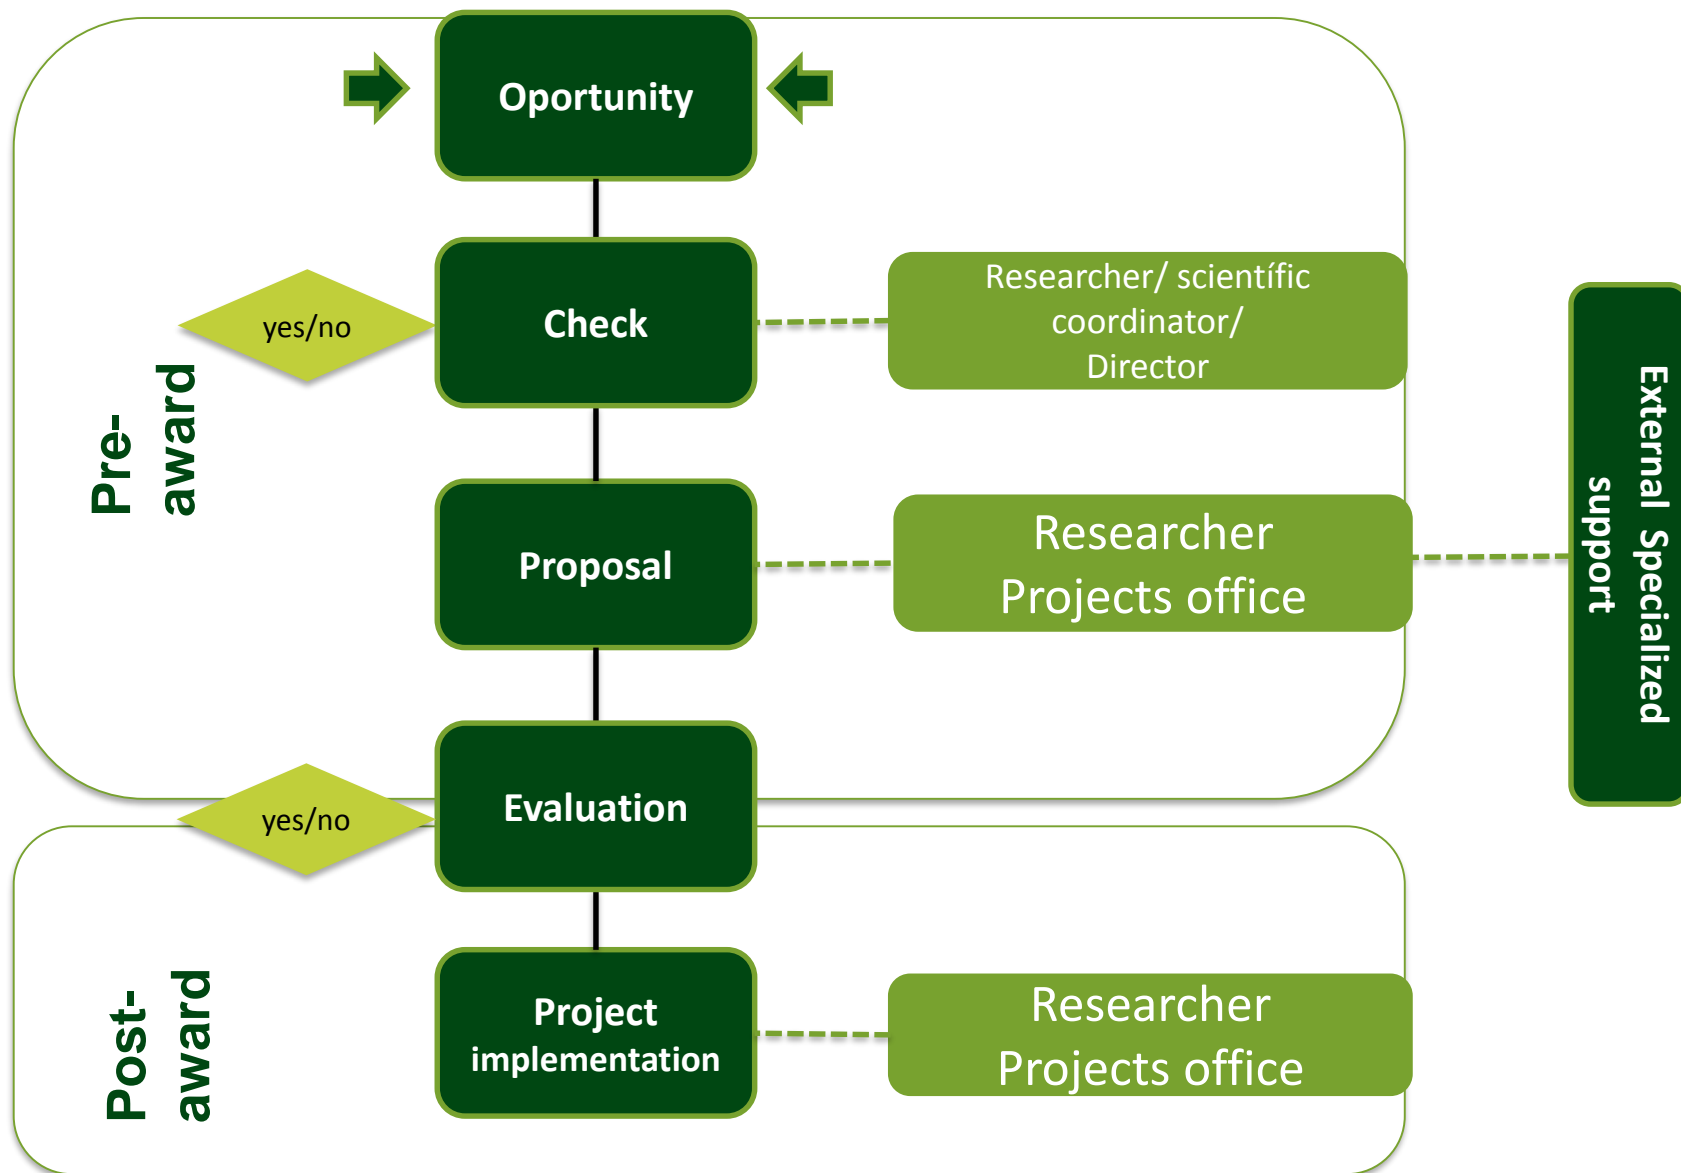 Oportunity
yes/no
Check
Researcher/ scientífic
coordinator/
Director
Pre-
award
Proposal
Researcher
Projects office
External Specialized
support
yes/no
Evaluation
Post-
award
Project
implementation
Researcher
Projects office